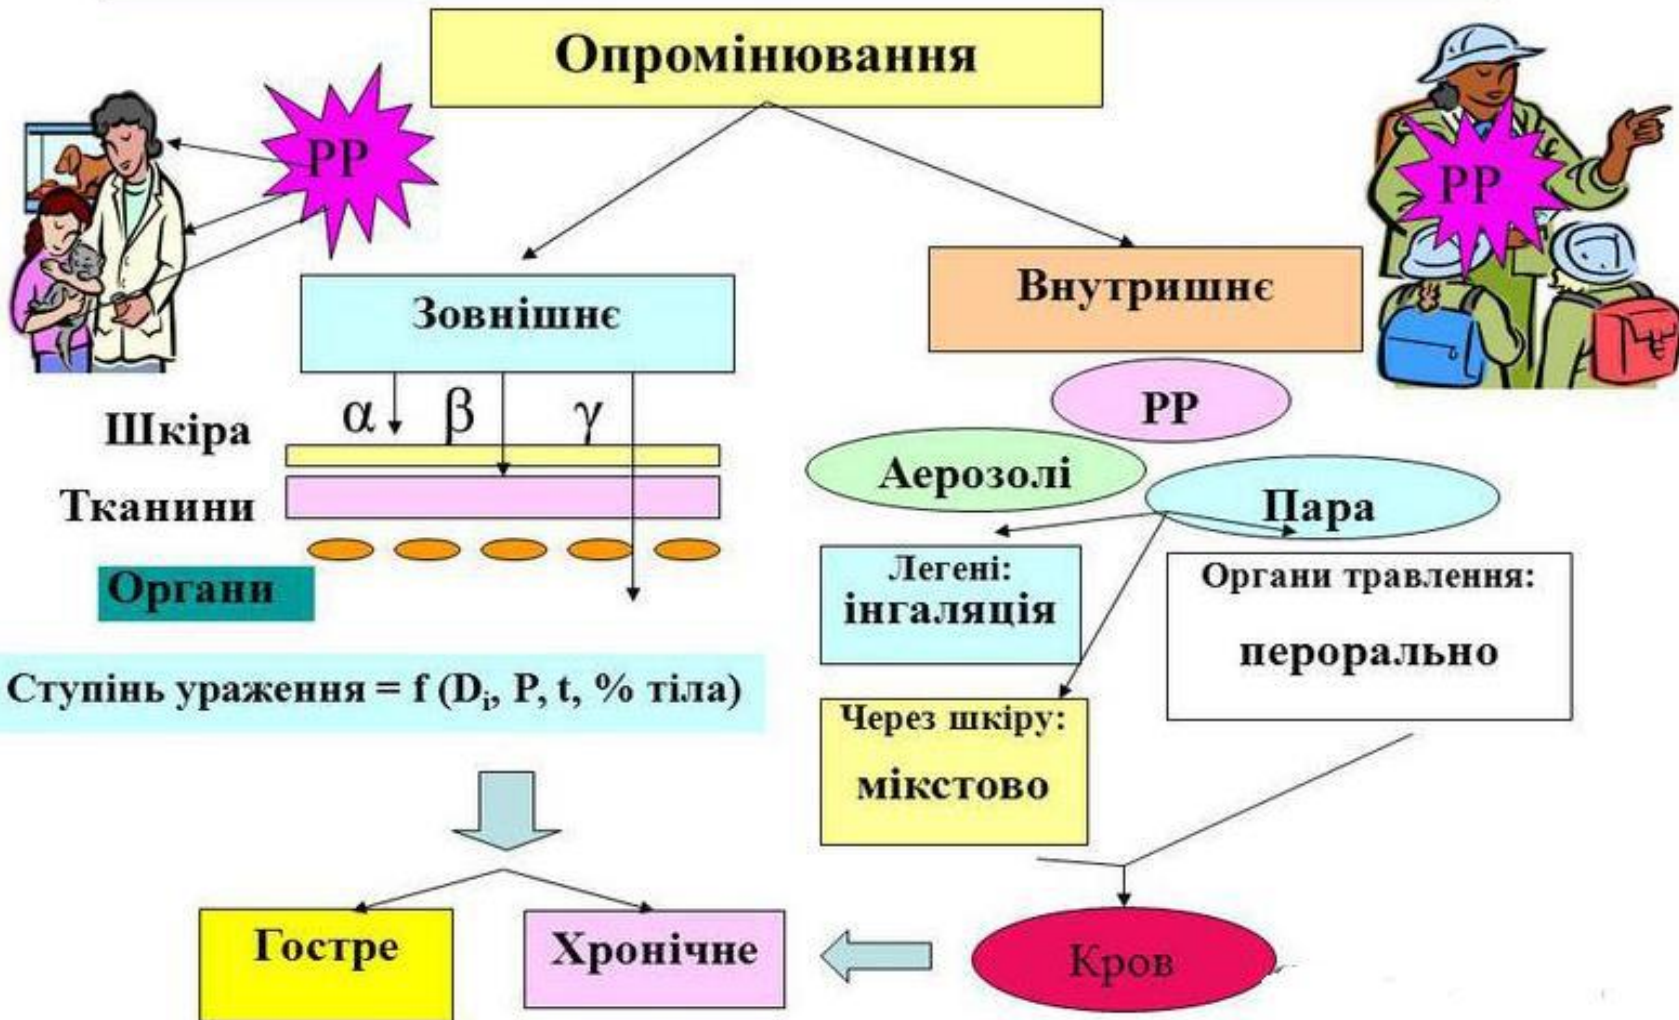 Опромінювання
РР
РР
Зовнішнє
Внутришнє
α β γ
Шкіра
Тканини
Органи
Ступінь ураження = f (Di, P, t, % тіла)
РР
Аерозолі
Пара
Легені:
інгаляція
Органи травлення:
перорально
Через шкіру:
мікстово
Гостре
Хронічне
Кров